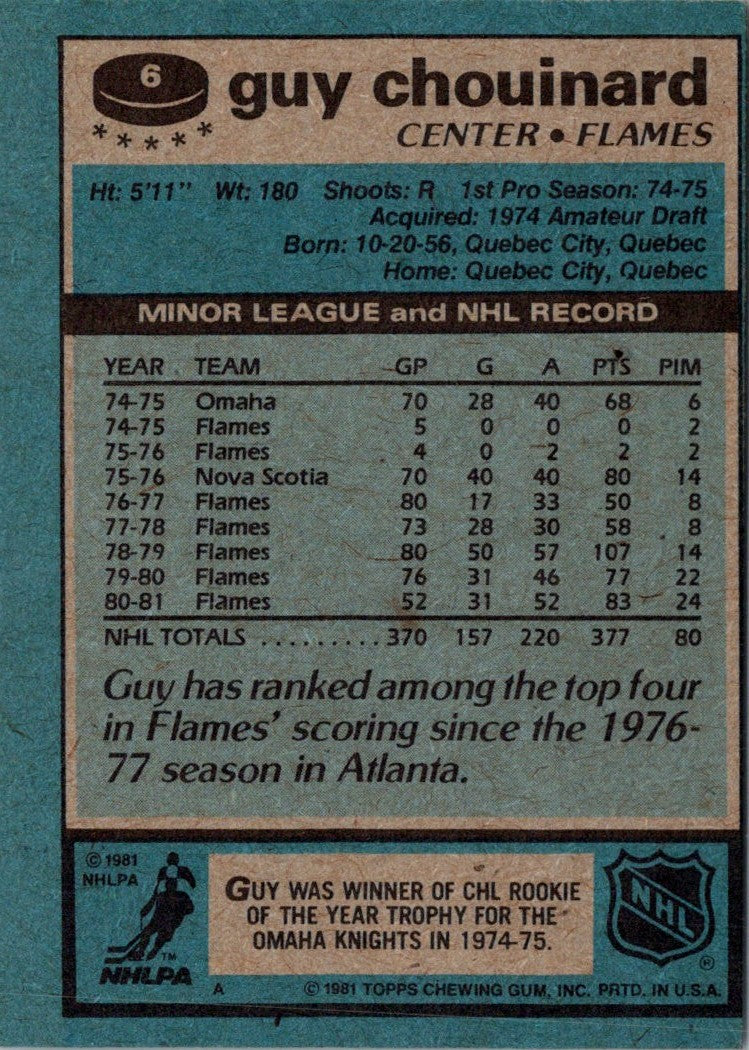 6
guy chouinard
* * * * *
CENTER • FLAMES
Ht: 5'11" Wt: 180 Shoots: R 1st Pro Season: 74-75
Acquired: 1974 Amateur Draft
Born: 10-20-56, Quebec City, Quebec
Home: Quebec City, Quebec
MINOR LEAGUE and NHL RECORD
YEAR TEAM GP G A PTS PIM
74-75 Omaha 70 28 40 68 6
74-75 Flames 5 0 0 0 2
75-76 Flames 4 0 2 2 2
75-76 Nova Scotia 70 40 40 80 14
76-77 Flames 80 17 33 50 8
77-78 Flames 73 28 30 58 8
78-79 Flames 80 50 57 107 14
79-80 Flames 76 31 46 77 22
80-81 Flames 52 31 52 83 24
NHL TOTALS ......... 370 157 220 377 80
Guy has ranked among the top four
in Flames' scoring since the 1976-
77 season in Atlanta.
© 1981
NHLPA
NHLPA
TM
GUY WAS WINNER OF CHL ROOKIE
OF THE YEAR TROPHY FOR THE
OMAHA KNIGHTS IN 1974-75.
NHL
®
A © 1981 TOPPS CHEWING GUM, INC. PRTD. IN U.S.A.